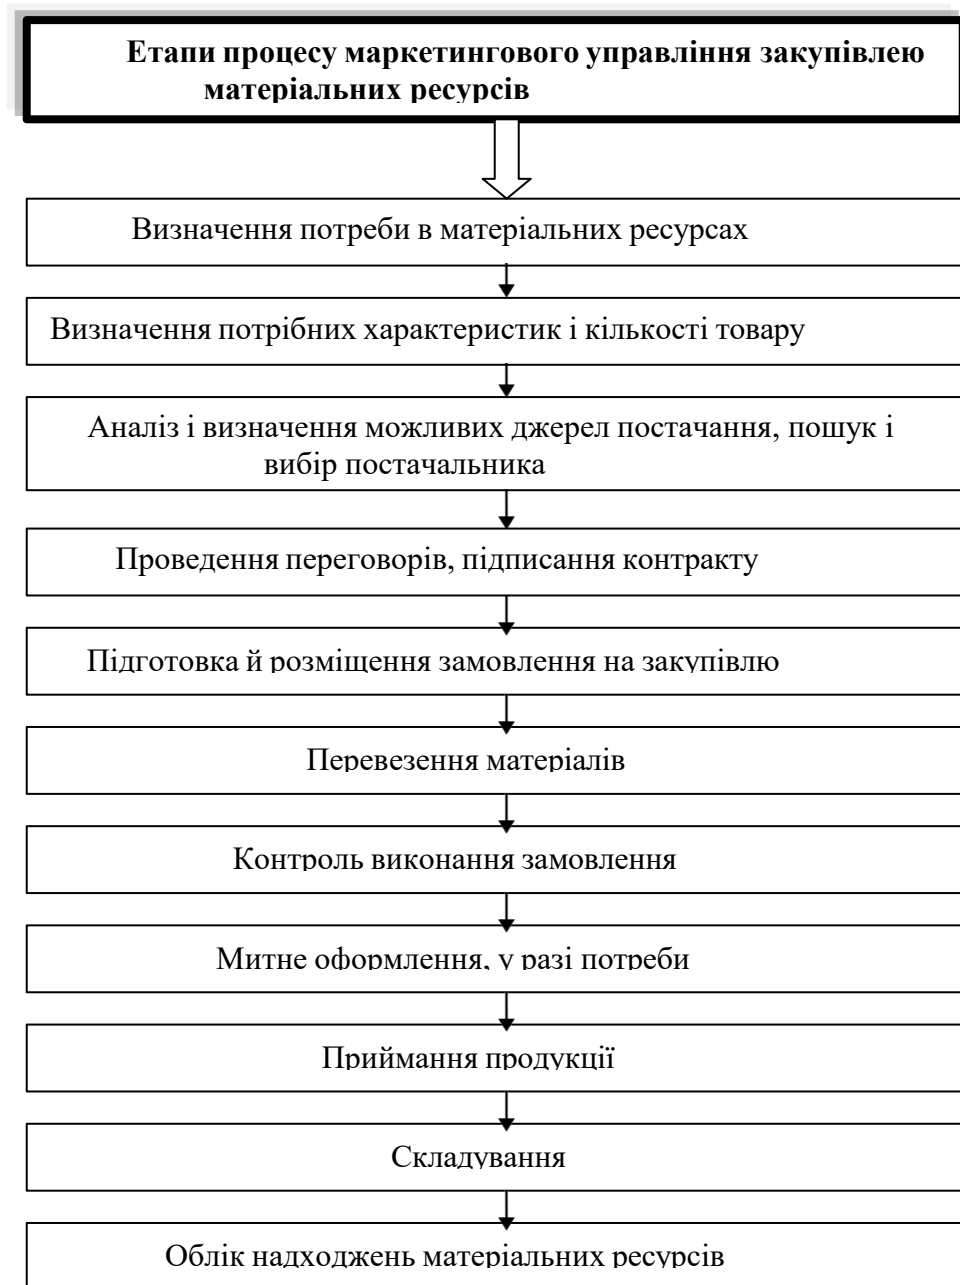 Етапи процесу маркетингового управління закупівлею
матеріальних ресурсів
Визначення потреби в матеріальних ресурсах
Визначення потрібних характеристик і кількості товару
Аналіз і визначення можливих джерел постачання, пошук і
вибір постачальника
Проведення переговорів, підписання контракту
Підготовка й розміщення замовлення на закупівлю
Перевезення матеріалів
Контроль виконання замовлення
Митне оформлення, у разі потреби
Приймання продукції
Складування
Облік надходжень матеріальних ресурсів